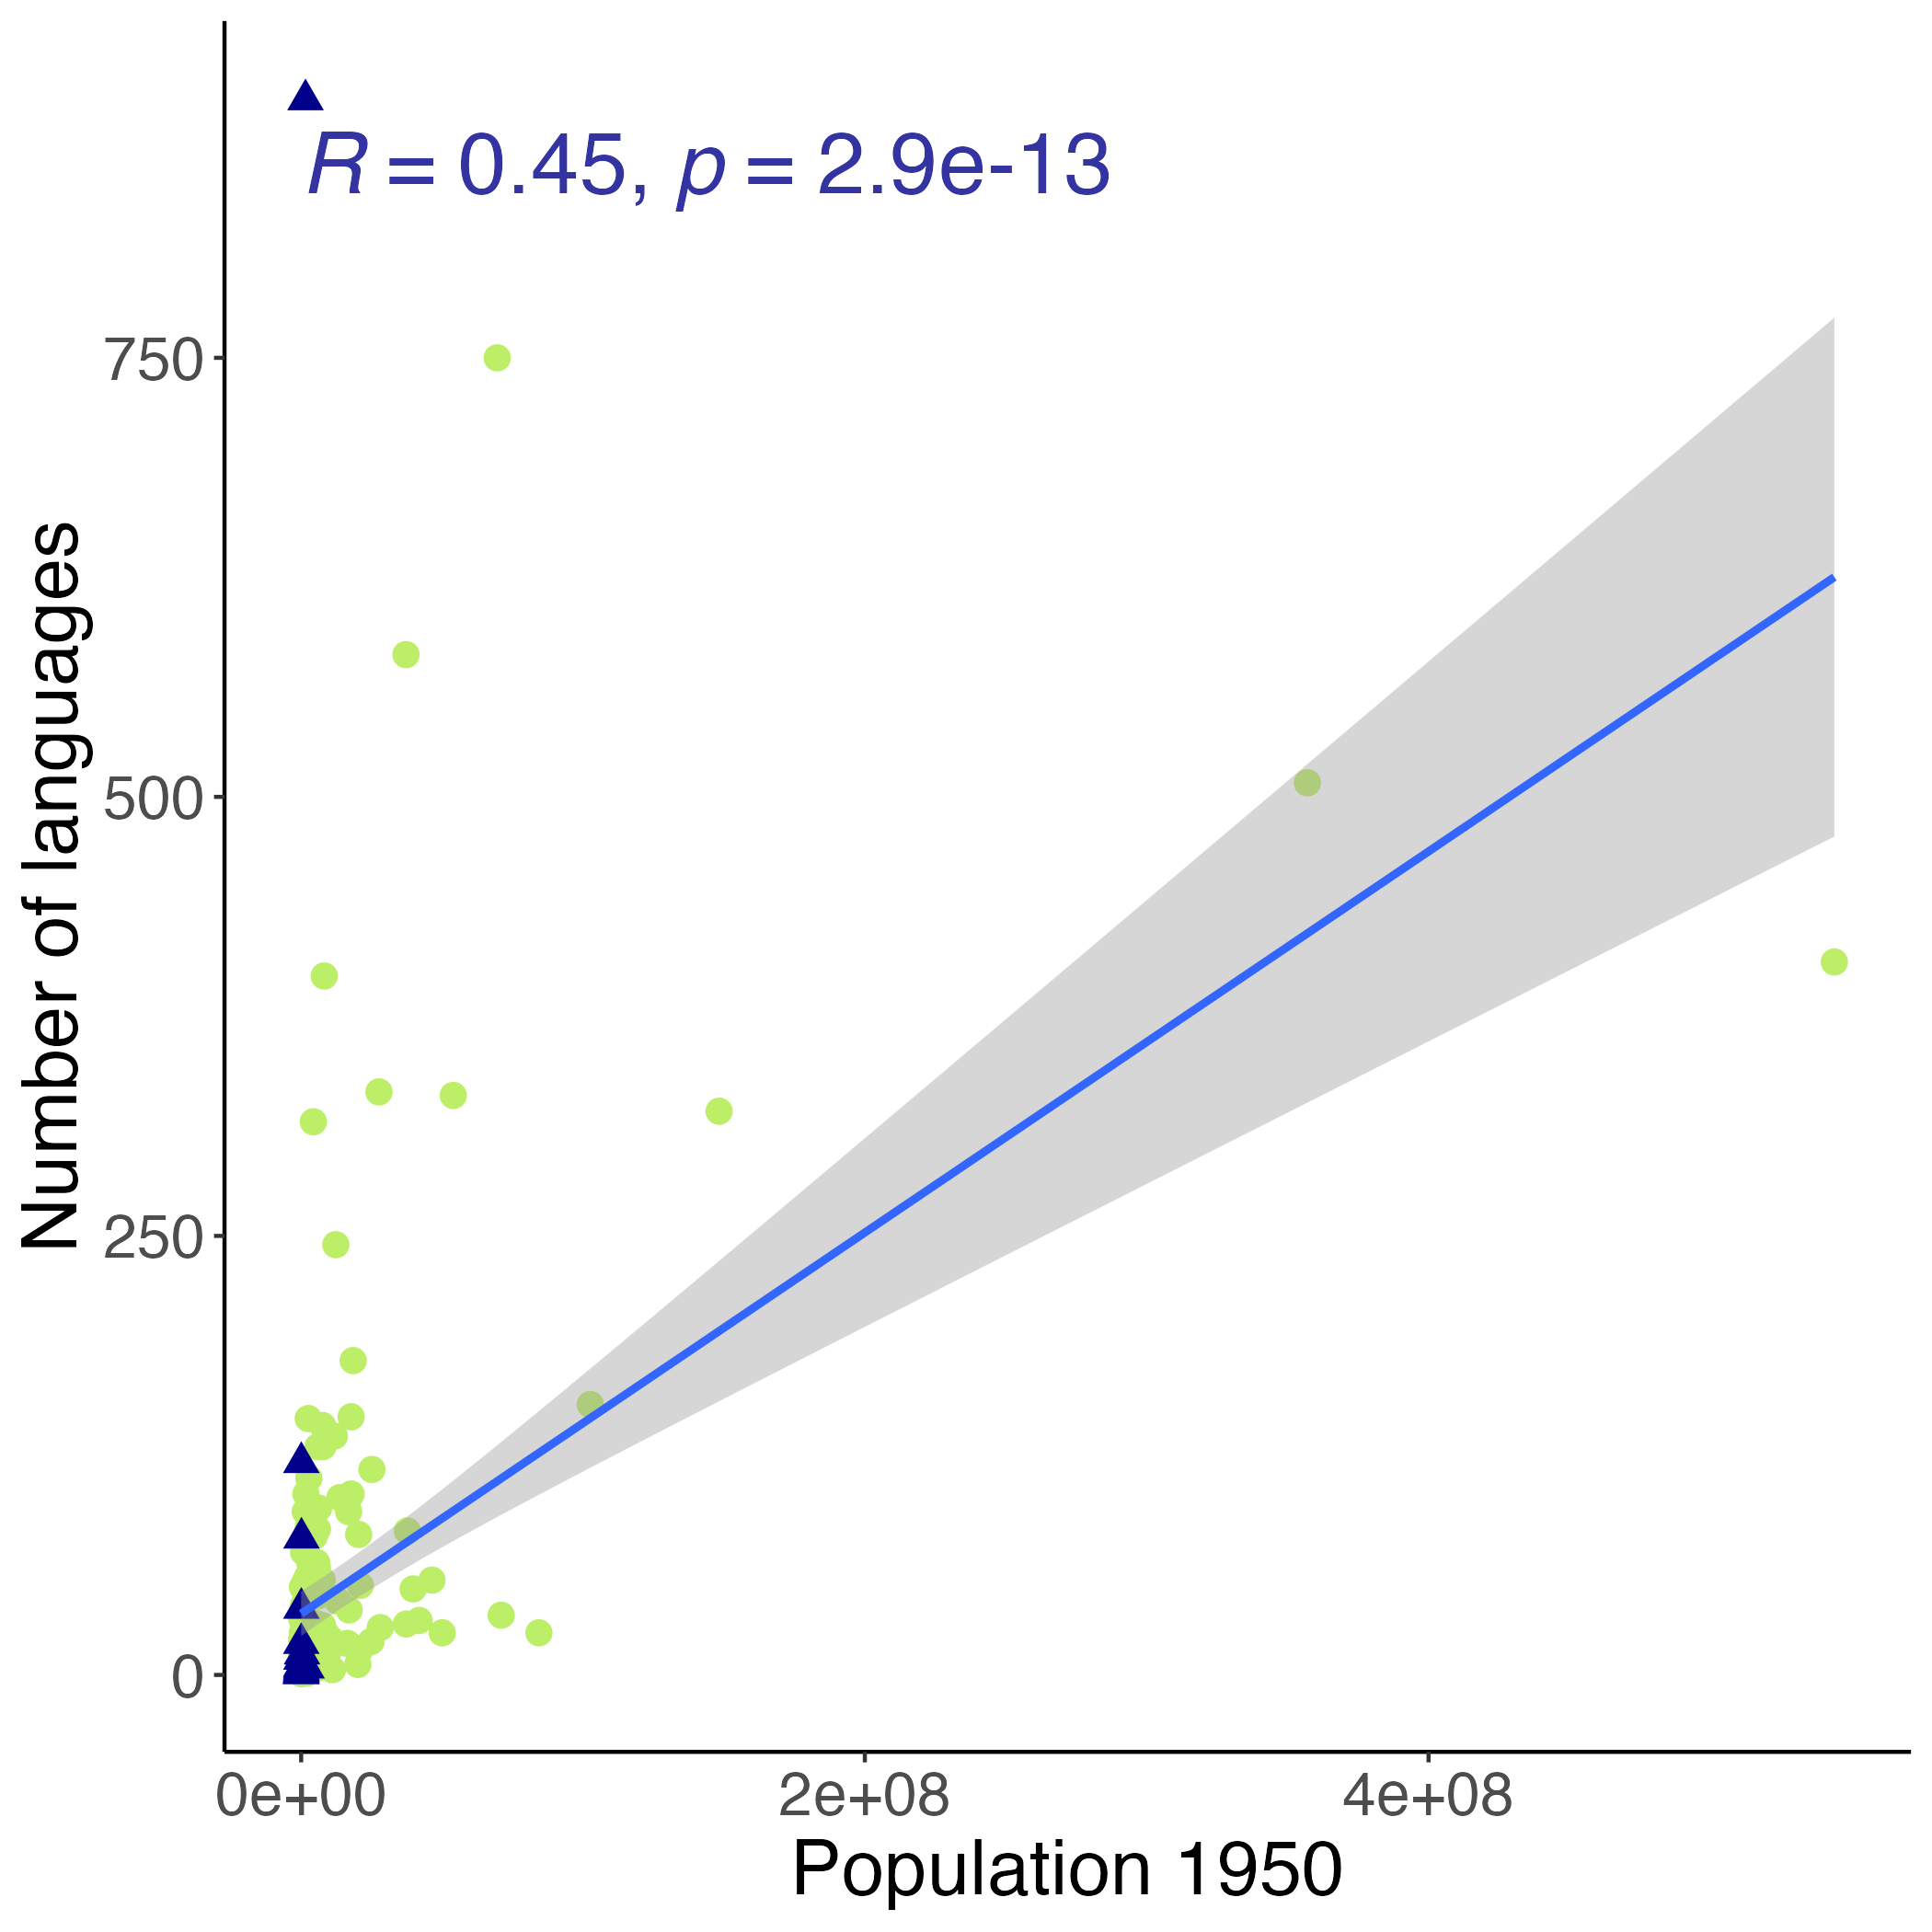 R = 0.45, p = 2.9e-13
Number of languages
750
500
250
0
0e+00 2e+08 4e+08
Population 1950